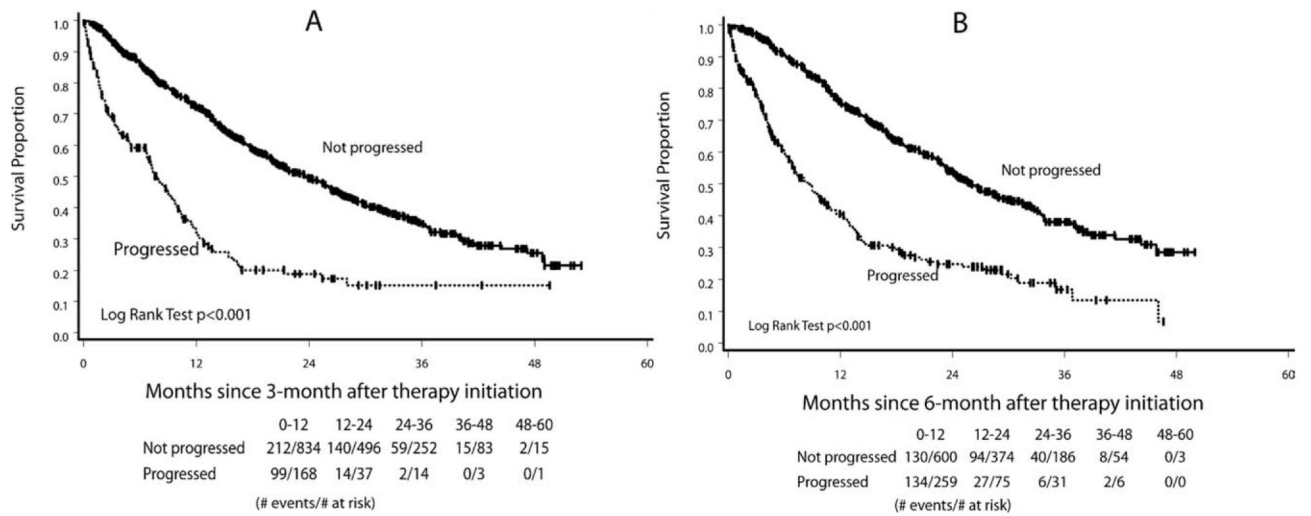 A
Survival Proportion
1.0
0.9
0.8
0.7
0.6
0.5
0.4
0.3
0.2
0.1
0.0
Not progressed
Progressed
Log Rank Test p<0.001
0 12 24 36 48 60
Months since 3-month after therapy initiation
0-12 12-24 24-36 36-48 48-60
Not progressed 212/834 140/496 59/252 15/83 2/15
Progressed 99/168 14/37 2/14 0/3 0/1
(# events/# at risk)
B
Survival Proportion
1.0
0.9
0.8
0.7
0.6
0.5
0.4
0.3
0.2
0.1
0.0
Not progressed
Progressed
Log Rank Test p<0.001
0 12 24 36 48 60
Months since 6-month after therapy initiation
0-12 12-24 24-36 36-48 48-60
Not progressed 130/600 94/374 40/186 8/54 0/3
Progressed 134/259 27/75 6/31 2/6 0/0
(# events/# at risk)